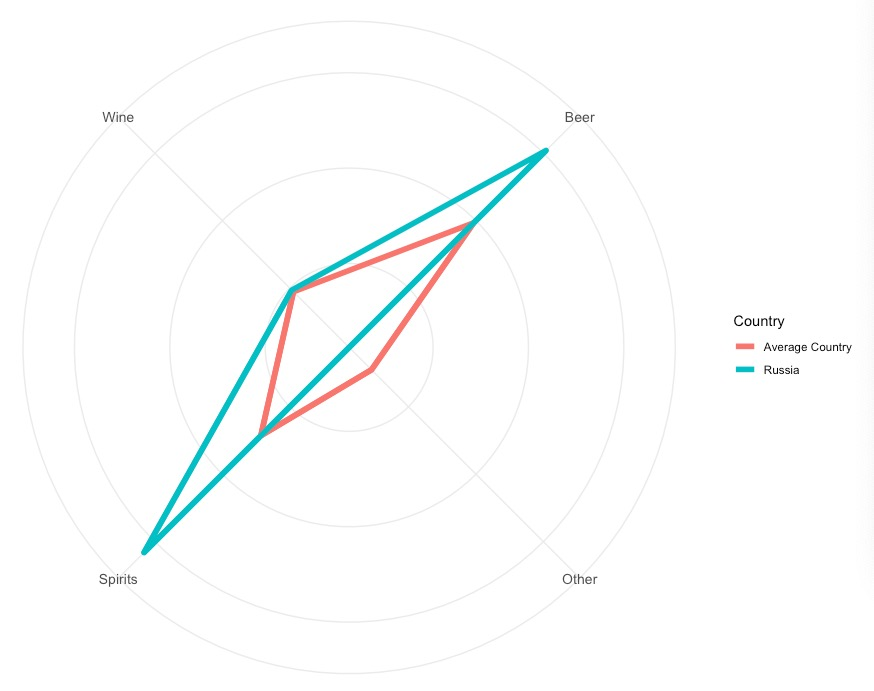 Wine
Beer
Country
Average Country
Russia
Spirits
Other